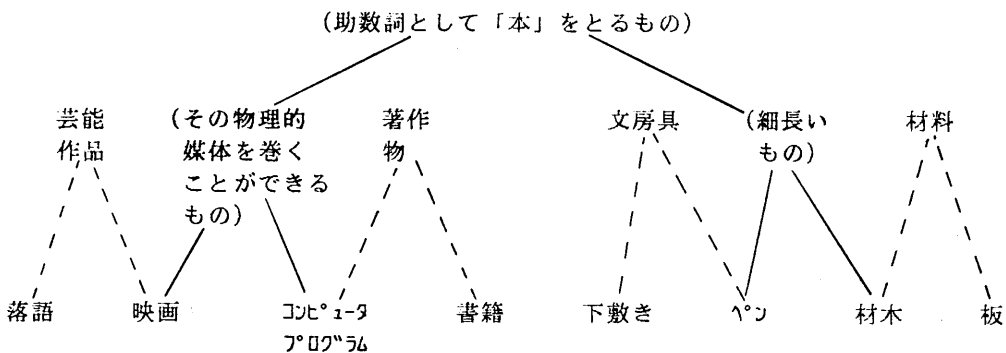 (助数詞として「本」をとるもの)
芸能
作品
(その物理的
媒体を巻く
ことができる
もの)
著作
物
文房具
(細長い
もの)
材料
落語
映画
コンピュータ
プログラム
書籍
下敷き
ペン
材木
板